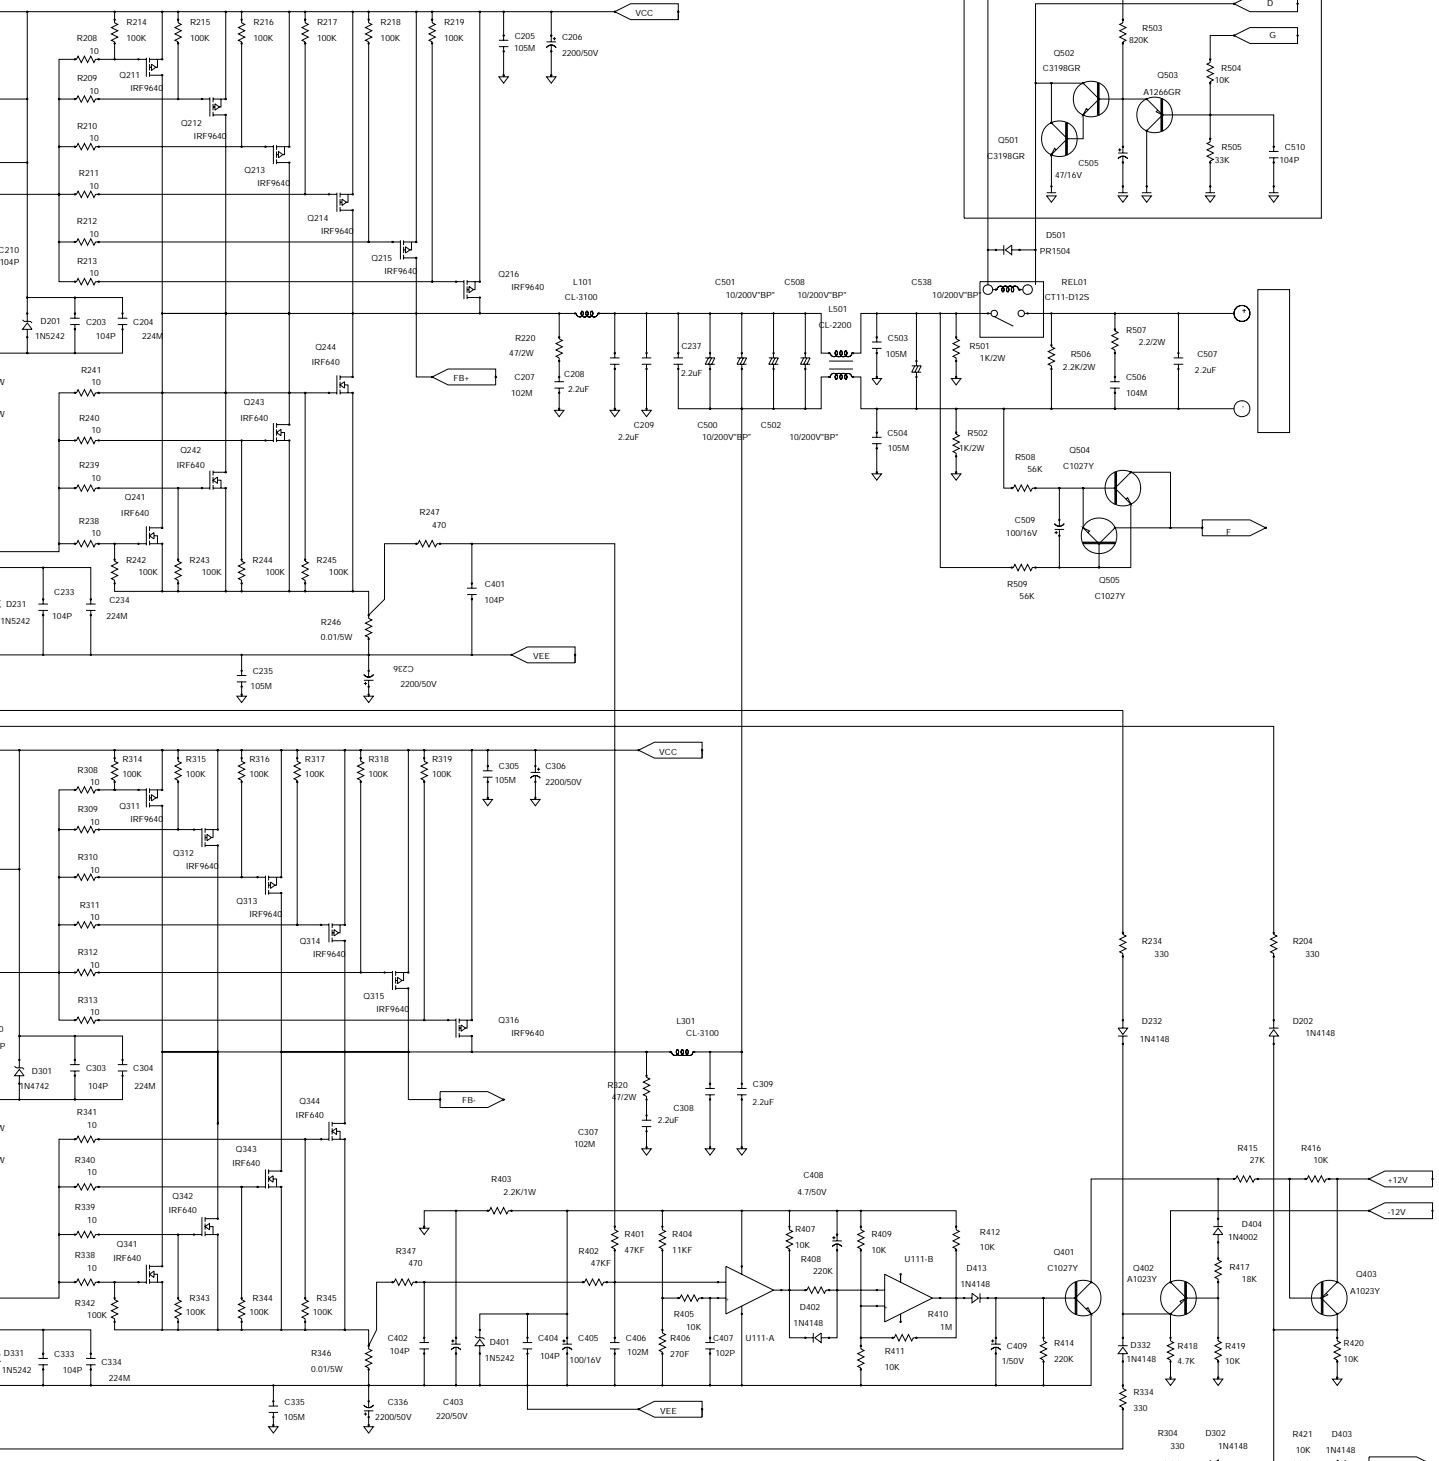 R214
100K
R215
100K
R216
100K
R217
100K
R218
100K
R219
100K
VCC
C205
105M
C206
2200/50V
R208
10
Q211
IRF9640
R209
10
Q212
IRF9640
R210
10
Q213
IRF9640
R211
10
Q214
IRF9640
R212
10
Q215
IRF9640
R213
10
Q216
IRF9640
C210
104P
D201
1N5242
C203
104P
C204
224M
D
R503
820K
G
Q502
C3198GR
Q503
A1266GR
R504
10K
Q501
C3198GR
C505
47/16V
R505
33K
C510
104P
D501
PR1504
L101
CL-3100
C501
10/200V"BP"
C508
10/200V"BP"
L501
CL-2200
C538
10/200V"BP"
REL01
CT11-D12S
+
R220
47/2W
C207
102M
C208
2.2uF
C209
2.2uF
C237
2.2uF
C500
10/200V"BP"
C502
10/200V"BP"
C503
105M
C504
105M
R501
1K/2W
R502
1K/2W
R506
2.2K/2W
R507
2.2/2W
C506
104M
C507
2.2uF
-
FB+
Q244
IRF640
R241
10
Q243
IRF640
R240
10
Q242
IRF640
R239
10
Q241
IRF640
R238
10
R242
100K
R243
100K
R244
100K
R245
100K
W
W
R508
56K
Q504
C1027Y
C509
100/16V
F
R509
56K
Q505
C1027Y
R247
470
C401
104P
D231
1N5242
C233
104P
C234
224M
R246
0.01/5W
VEE
C235
105M
C236
2200/50V
VCC
R314
100K
R315
100K
R316
100K
R317
100K
R318
100K
R319
100K
C305
105M
C306
2200/50V
R308
10
Q311
IRF9640
R309
10
Q312
IRF9640
R310
10
Q313
IRF9640
R311
10
Q314
IRF9640
R312
10
Q315
IRF9640
R313
10
Q316
IRF9640
0
P
D301
1N4742
C303
104P
C304
224M
R234
330
R204
330
D232
1N4148
D202
1N4148
L301
CL-3100
R320
47/2W
C307
102M
C308
2.2uF
C309
2.2uF
FB-
Q344
IRF640
R341
10
Q343
IRF640
R340
10
Q342
IRF640
R339
10
Q341
IRF640
R338
10
R342
100K
R343
100K
R344
100K
R345
100K
W
W
R403
2.2K/1W
C408
4.7/50V
R415
27K
R416
10K
+12V
-12V
R347
470
R402
47KF
R401
47KF
R404
11KF
R407
10K
R408
220K
R409
10K
U111-B
R412
10K
D413
1N4148
Q401
C1027Y
Q402
A1023Y
D404
1N4002
R417
18K
Q403
A1023Y
R405
10K
U111-A
D402
1N4148
R410
1M
R411
10K
D331
1N5242
C333
104P
C334
224M
R346
0.01/5W
C402
104P
D401
1N5242
C404
104P
C405
100/16V
C406
102M
R406
270F
C407
102P
C409
1/50V
R414
220K
D332
1N4148
R418
4.7K
R419
10K
R420
10K
C335
105M
C336
2200/50V
C403
220/50V
VEE
R334
330
R304
330
D302
1N4148
R421
10K
D403
1N4148